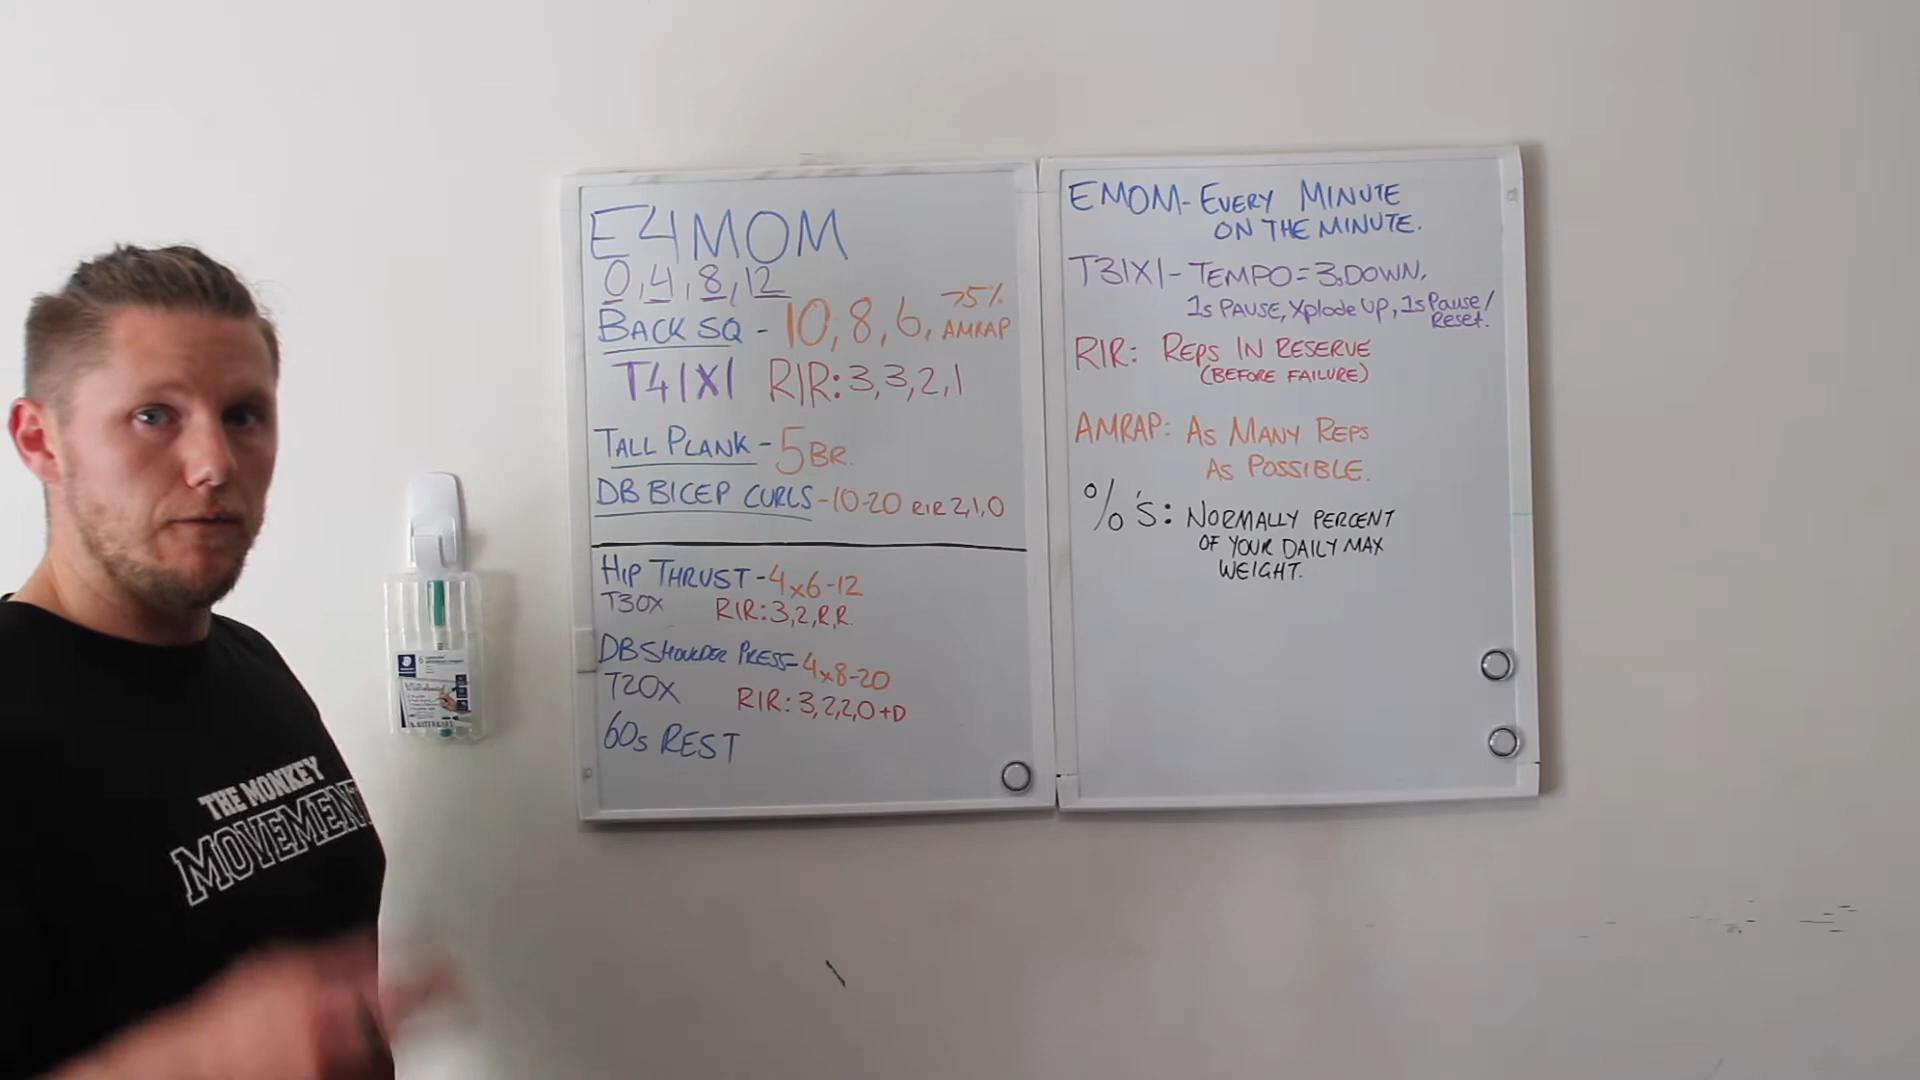 E4MOM
0, 4, 8, 12
BACK SQ - 10, 8, 6, 75% AMRAP
T41X1 RIR: 3, 3, 2, 1
TALL PLANK - 5 BR.
DB BICEP CURLS - 10-20 RIR 2, 1, 0
HIP THRUST - 4x6-12
T30X RIR: 3, 2, R, R.
DB SHOULDER PRESS - 4x8-20
T20X RIR: 3, 2, 2, 0 + D
60s REST
EMOM - EVERY MINUTE
ON THE MINUTE.
T31X1 - TEMPO = 3s DOWN,
1s PAUSE, Xplode UP, 1s Pause/
Reset.
RIR: REPS IN RESERVE
(BEFORE FAILURE)
AMRAP: AS MANY REPS
AS POSSIBLE.
%'S: NORMALLY PERCENT
OF YOUR DAILY MAX
WEIGHT.
THE MONKEY
MOVEMENT